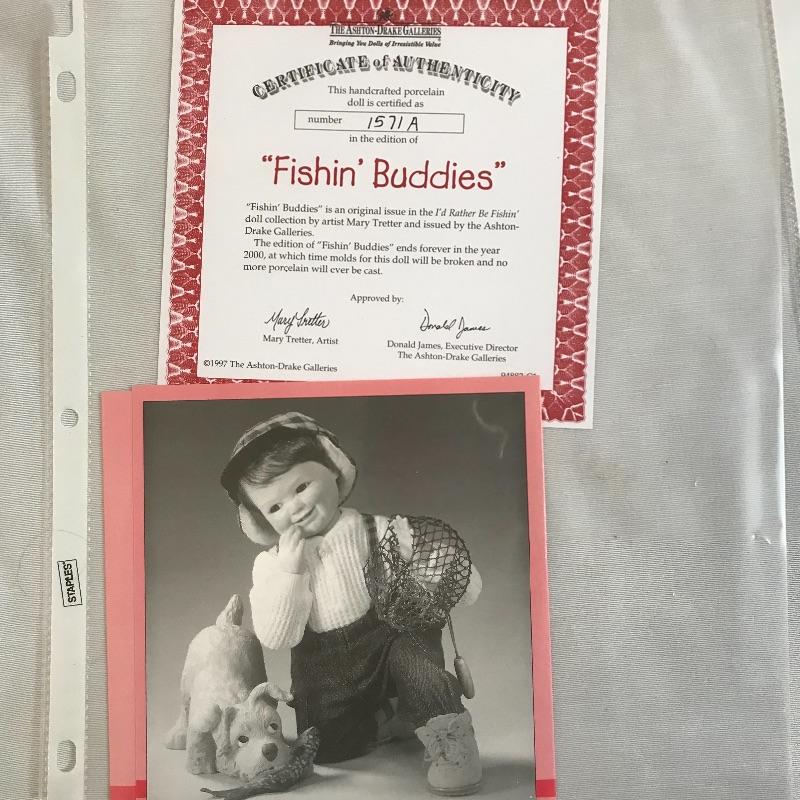 THE ASHTON-DRAKE GALLERIES
Bringing You Dolls of Irresistible Value
CERTIFICATE of AUTHENTICITY
This handcrafted porcelain
doll is certified as
number 1571A
in the edition of
“Fishin’ Buddies”
“Fishin’ Buddies” is an original issue in the I’d Rather Be Fishin’
doll collection by artist Mary Tretter and issued by the Ashton-
Drake Galleries.
The edition of “Fishin’ Buddies” ends forever in the year
2000, at which time molds for this doll will be broken and no
more porcelain will ever be cast.
Approved by:
Mary Tretter
Donald James
Mary Tretter, Artist
Donald James, Executive Director
The Ashton-Drake Galleries
©1997 The Ashton-Drake Galleries
STAPLES